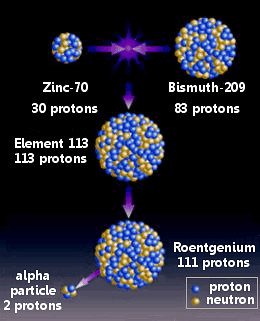 Zinc-70
30 protons
Bismuth-209
83 protons
Element 113
113 protons
Roentgenium
111 protons
alpha
particle
2 protons
proton
neutron